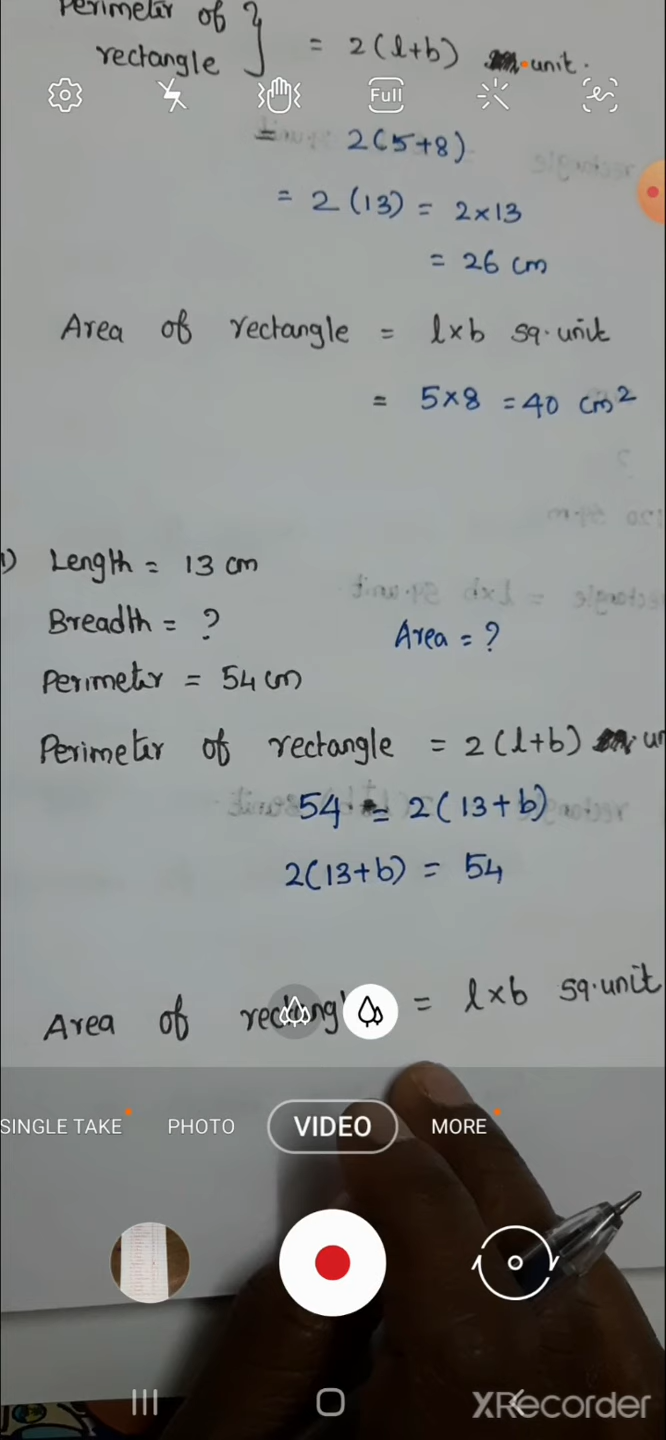 Perimeter of
rectangle } = 2(l+b) unit.
Full
= 2(5+8)
= 2(13) = 2×13
= 26 cm
Area of rectangle = l×b sq.unit
= 5×8 = 40 cm²
1) Length = 13 cm
Breadth = ?
Area = ?
Perimeter = 54 cm
Perimeter of rectangle = 2(l+b)
54 = 2(13+b)
2(13+b) = 54
Area of = l×b sq.unit
SINGLE TAKE PHOTO VIDEO MORE
XRecorder